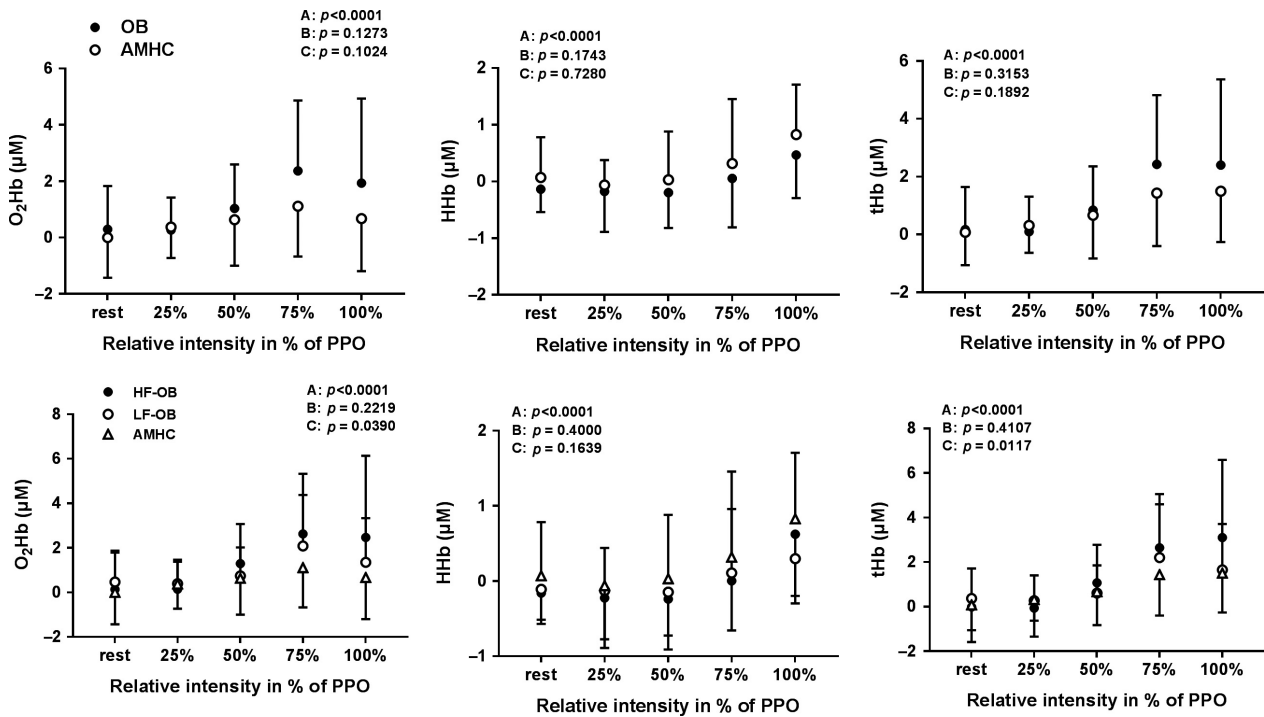 OB
AMHC
A: p<0.0001
B: p = 0.1273
C: p = 0.1024
O2Hb (µM)
6
4
2
0
–2
rest 25% 50% 75% 100%
Relative intensity in % of PPO
A: p<0.0001
B: p = 0.1743
C: p = 0.7280
HHb (µM)
2
1
0
–1
–2
rest 25% 50% 75% 100%
Relative intensity in % of PPO
A: p<0.0001
B: p = 0.3153
C: p = 0.1892
tHb (µM)
6
4
2
0
–2
rest 25% 50% 75% 100%
Relative intensity in % of PPO
HF-OB
LF-OB
AMHC
A: p<0.0001
B: p = 0.2219
C: p = 0.0390
O2Hb (µM)
8
6
4
2
0
–2
rest 25% 50% 75% 100%
Relative intensity in % of PPO
A: p<0.0001
B: p = 0.4000
C: p = 0.1639
HHb (µM)
2
1
0
–1
rest 25% 50% 75% 100%
Relative intensity in % of PPO
A: p<0.0001
B: p = 0.4107
C: p = 0.0117
tHb (µM)
8
6
4
2
0
–2
rest 25% 50% 75% 100%
Relative intensity in % of PPO